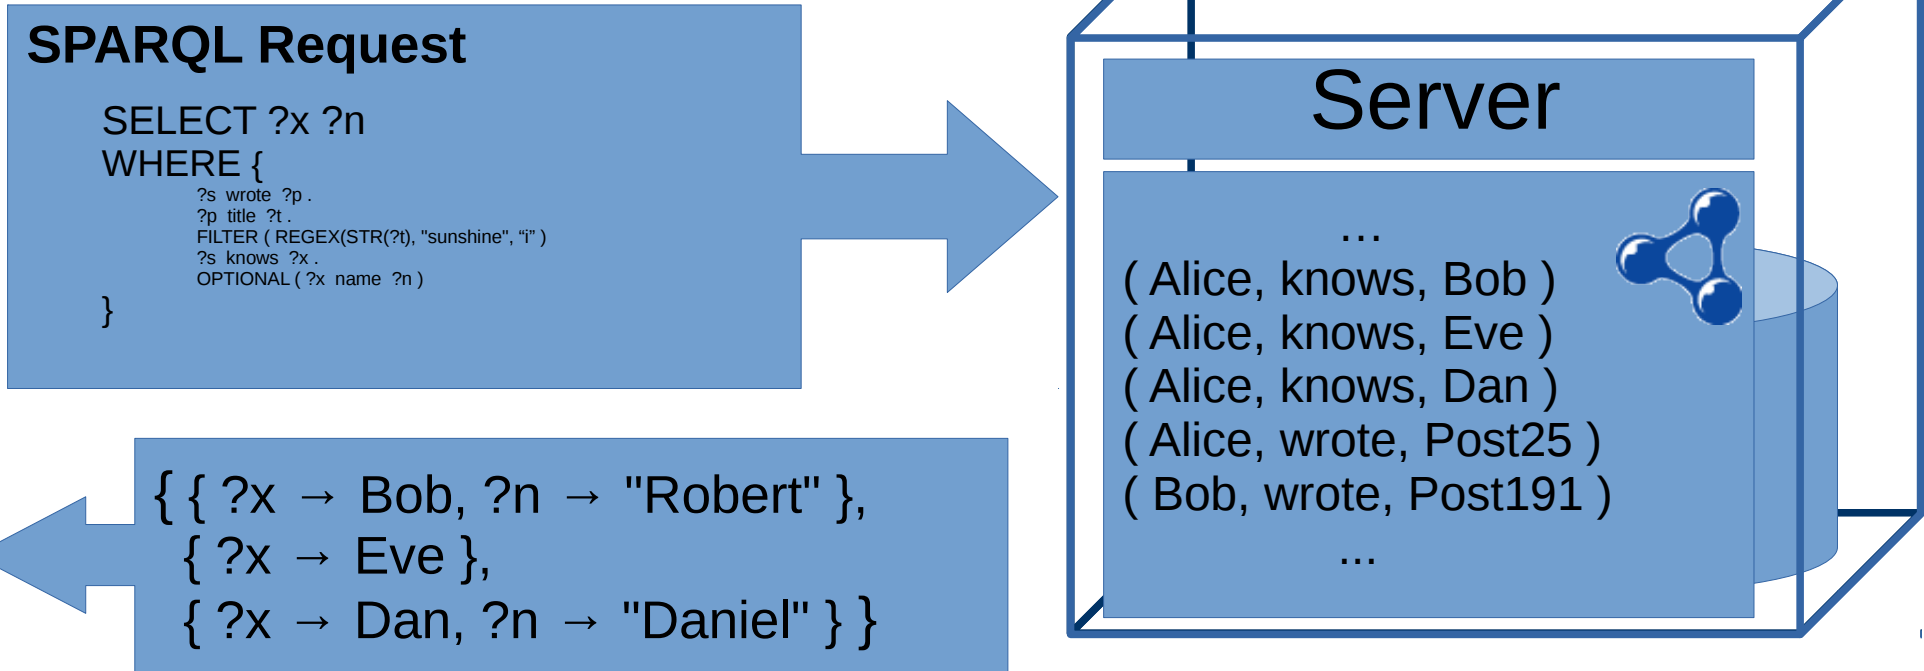 SPARQL Request
SELECT ?x ?n
WHERE {
?s wrote ?p .
?p title ?t .
FILTER ( REGEX(STR(?t), "sunshine", “i” )
?s knows ?x .
OPTIONAL ( ?x name ?n )
}
Server
...
( Alice, knows, Bob )
( Alice, knows, Eve )
( Alice, knows, Dan )
( Alice, wrote, Post25 )
( Bob, wrote, Post191 )
...
{ { ?x → Bob, ?n → "Robert" },
{ ?x → Eve },
{ ?x → Dan, ?n → "Daniel" } }